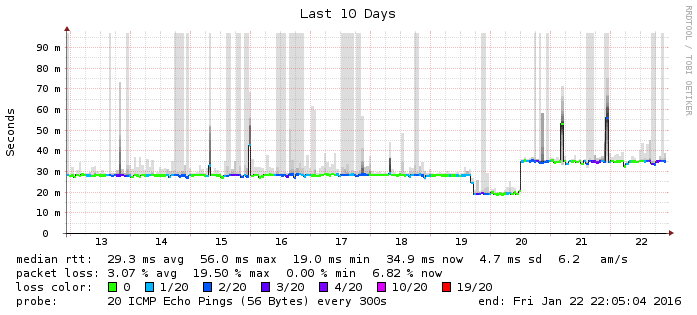 Last 10 Days
RRDTOOL / TOBI OETIKER
Seconds
90 m
80 m
70 m
60 m
50 m
40 m
30 m
20 m
10 m
0
13 14 15 16 17 18 19 20 21 22
median rtt: 29.3 ms avg 56.0 ms max 19.0 ms min 34.9 ms now 4.7 ms sd 6.2 am/s
packet loss: 3.07 % avg 19.50 % max 0.00 % min 6.82 % now
loss color: 0 1/20 2/20 3/20 4/20 10/20 19/20
probe: 20 ICMP Echo Pings (56 Bytes) every 300s end: Fri Jan 22 22:05:04 2016